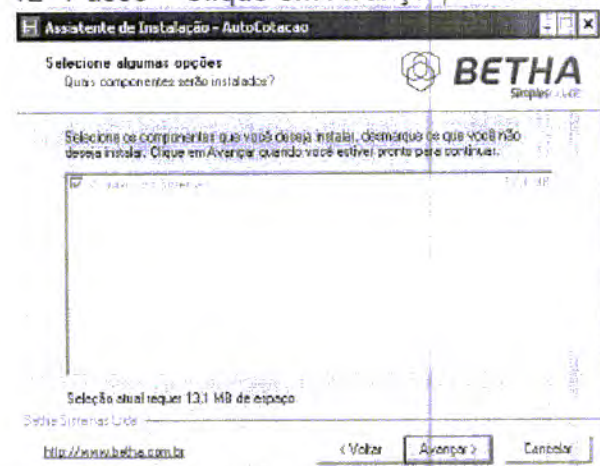 Assistente de Instalação - AutoCotacao
Selecione algumas opções
Quais componentes serão instalados?
BETHA
Selecione os componentes que você deseja instalar, desmarque os que você não
deseja instalar. Clique em Avançar quando você estiver pronto para continuar.
Seleção atual requer 13,1 MB de espaço
Betha Sistemas Ltda
http://www.betha.com.br
< Voltar
Avançar >
Cancelar